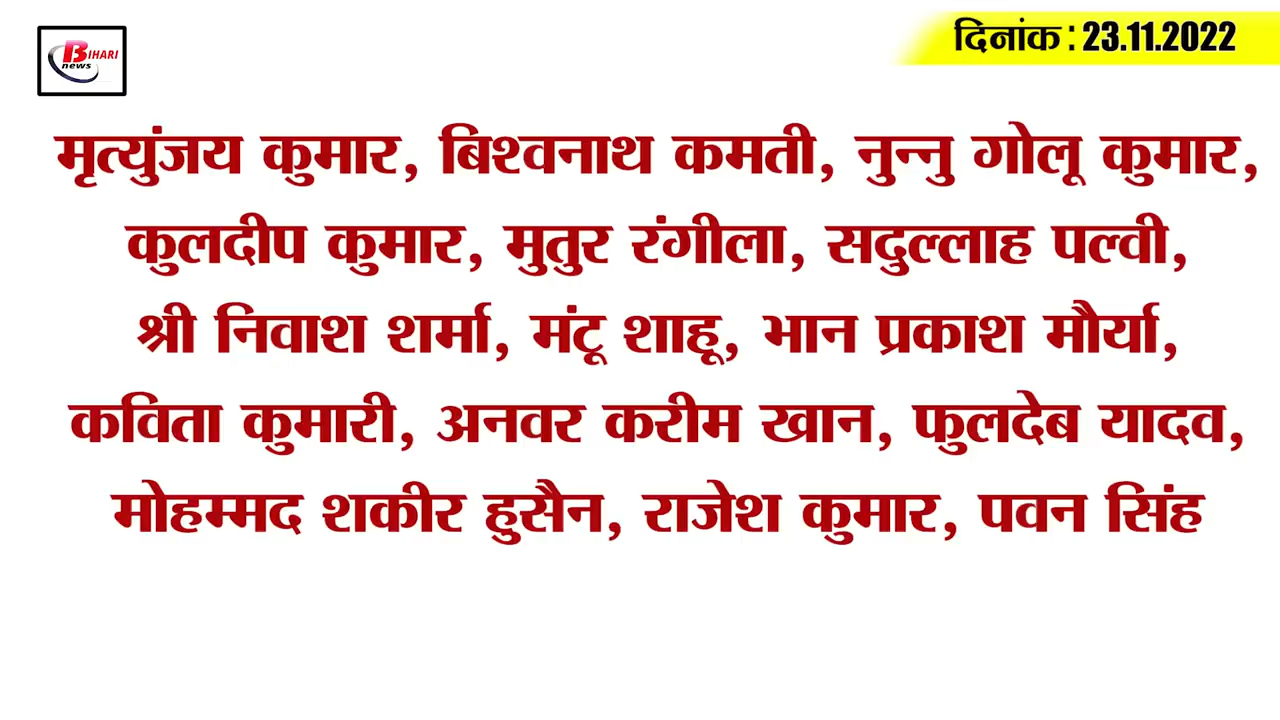 BIHARI
news
दिनांक : 23.11.2022
मृत्युंजय कुमार, बिश्वनाथ कमती, नुन्नु गोलू कुमार,
कुलदीप कुमार, मुतुर रंगीला, सदुल्लाह पल्वी,
श्री निवाश शर्मा, मंटू शाहू, भान प्रकाश मौर्या,
कविता कुमारी, अनवर करीम खान, फुलदेब यादव,
मोहम्मद शकीर हुसैन, राजेश कुमार, पवन सिंह